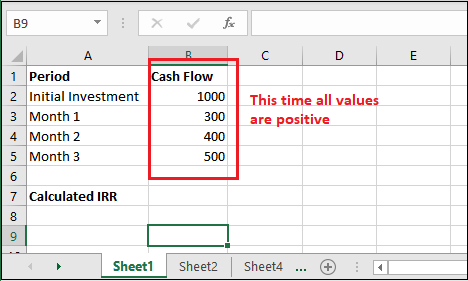 B9
fx
A B C D E
1 Period Cash Flow
2 Initial Investment 1000
3 Month 1 300
4 Month 2 400
5 Month 3 500
6
7 Calculated IRR
8
9
This time all values
are positive
Sheet1 Sheet2 Sheet4 ...